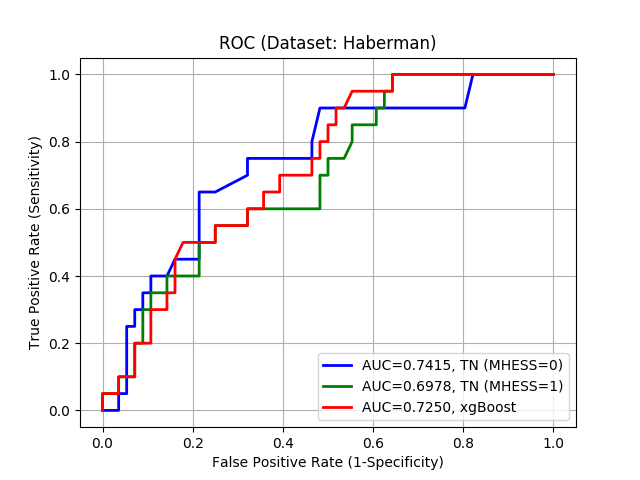 ROC (Dataset: Haberman)
True Positive Rate (Sensitivity)
1.0
0.8
0.6
0.4
0.2
0.0
AUC=0.7415, TN (MHESS=0)
AUC=0.6978, TN (MHESS=1)
AUC=0.7250, xgBoost
0.0 0.2 0.4 0.6 0.8 1.0
False Positive Rate (1-Specificity)